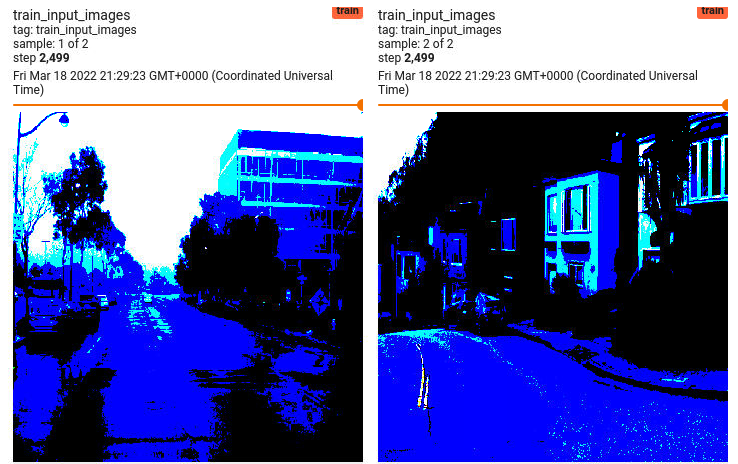 train_input_images
train
tag: train_input_images
sample: 1 of 2
step 2,499
Fri Mar 18 2022 21:29:23 GMT+0000 (Coordinated Universal
Time)
train_input_images
train
tag: train_input_images
sample: 2 of 2
step 2,499
Fri Mar 18 2022 21:29:23 GMT+0000 (Coordinated Universal
Time)